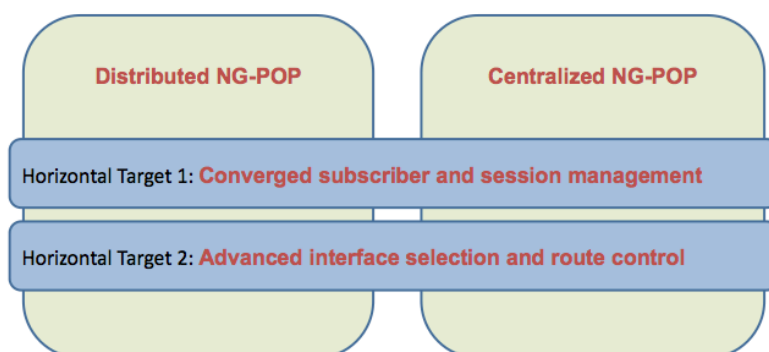 Distributed NG-POP
Centralized NG-POP
Horizontal Target 1: Converged subscriber and session management
Horizontal Target 2: Advanced interface selection and route control